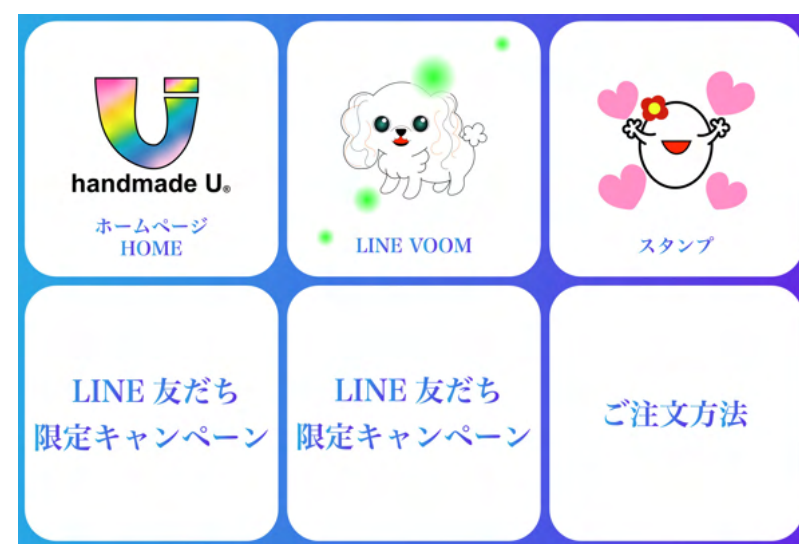 handmade U®
ホームページ
HOME
LINE VOOM
スタンプ
LINE 友だち
限定キャンペーン
LINE 友だち
限定キャンペーン
ご注文方法